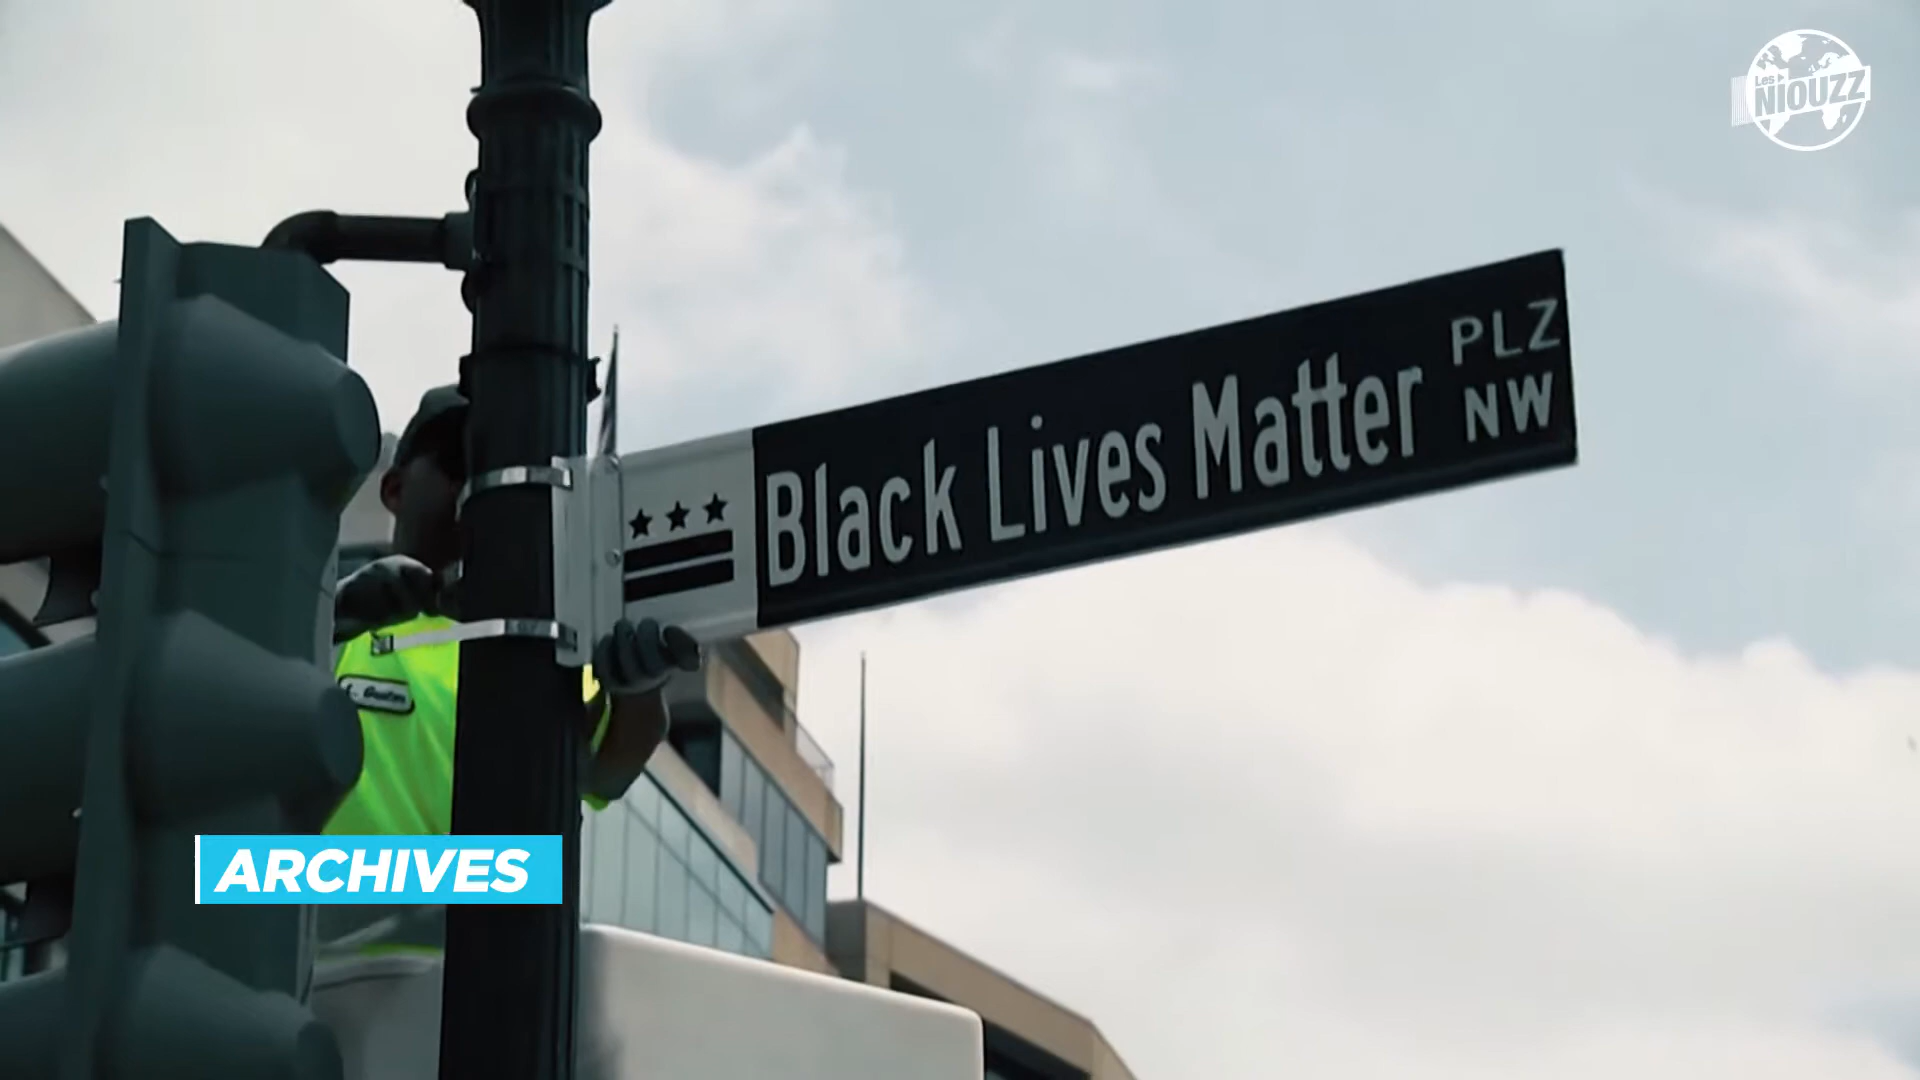 Les
NIOUZZ
PLZ
Black Lives Matter
NW
ARCHIVES